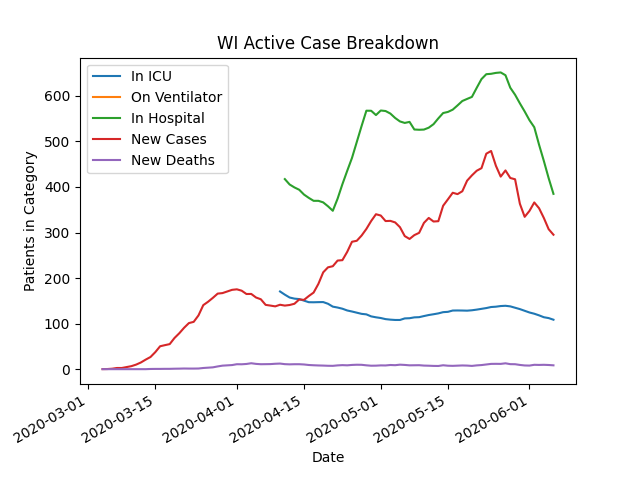 WI Active Case Breakdown
In ICU
On Ventilator
In Hospital
New Cases
New Deaths
Patients in Category
600
500
400
300
200
100
0
2020-03-01
2020-03-15
2020-04-01
2020-04-15
2020-05-01
2020-05-15
2020-06-01
Date